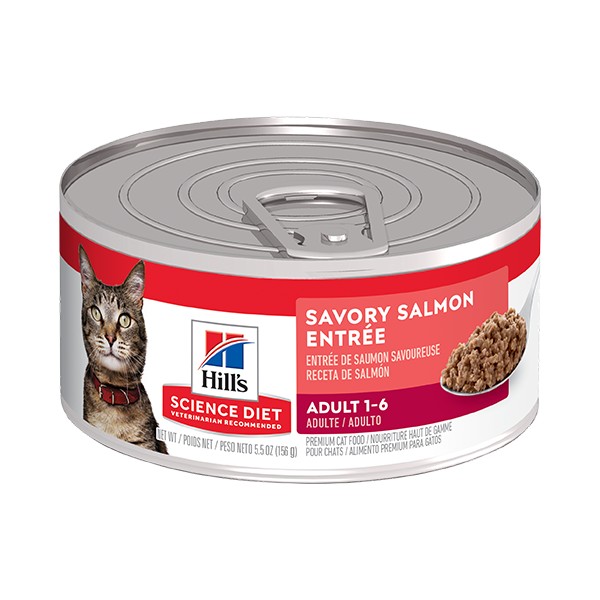 Hill's
SCIENCE DIET
VETERINARIAN RECOMMENDED
NET WT / POIDS NET / PESO NETO 5.5 OZ (156 g)
SAVORY SALMON
ENTRÉE
ENTRÉE DE SAUMON SAVOUREUSE
RECETA DE SALMÓN
ADULT 1-6
ADULTE / ADULTO
PREMIUM CAT FOOD / NOURRITURE HAUT DE GAMME
POUR CHATS / ALIMENTO PREMIUM PARA GATOS